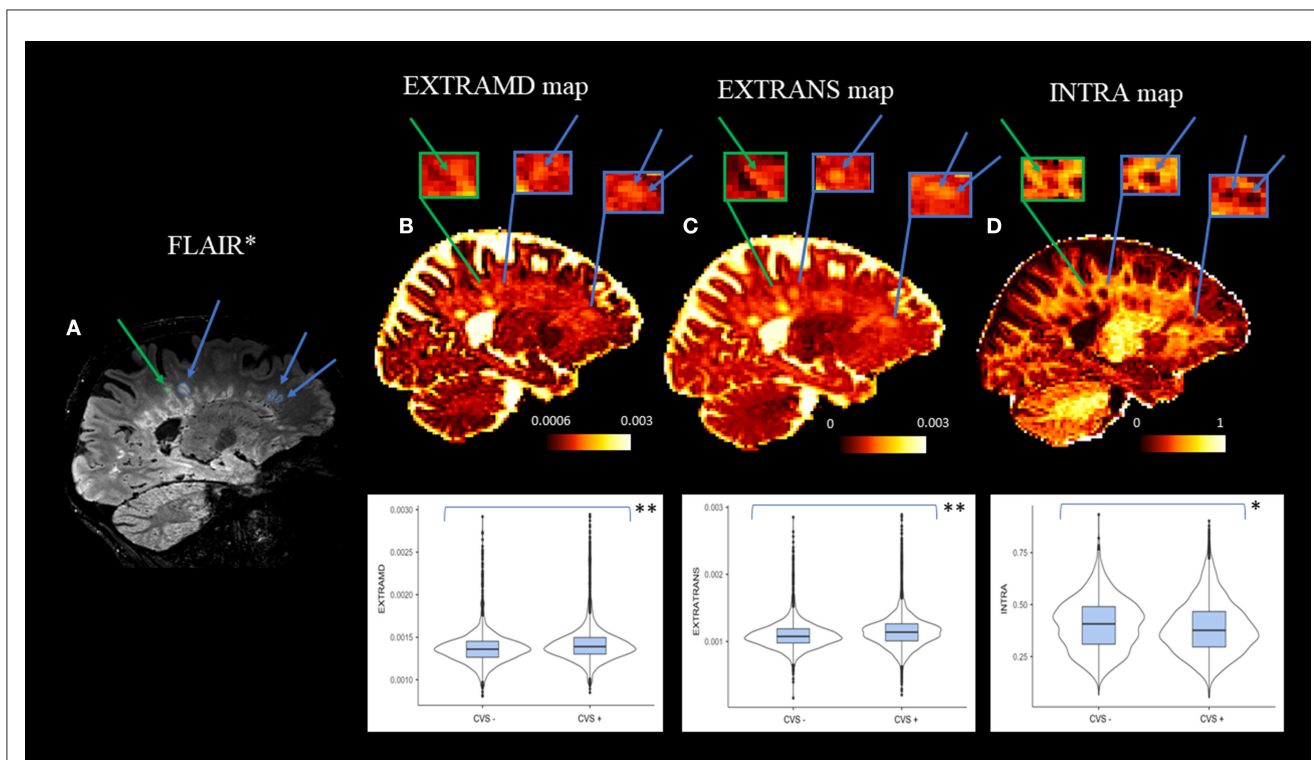 EXTRAMD map
EXTRANS map
INTRA map
FLAIR*
A
B
C
D
0.0006 0.003
0 0.003
0 1
**
0.0030
0.0025
0.0020
0.0015
0.0010
EXTRAMD
CVS - CVS +
**
0.003
0.002
0.001
EXTRATRANS
CVS - CVS +
*
0.75
0.50
0.25
INTRA
CVS - CVS +